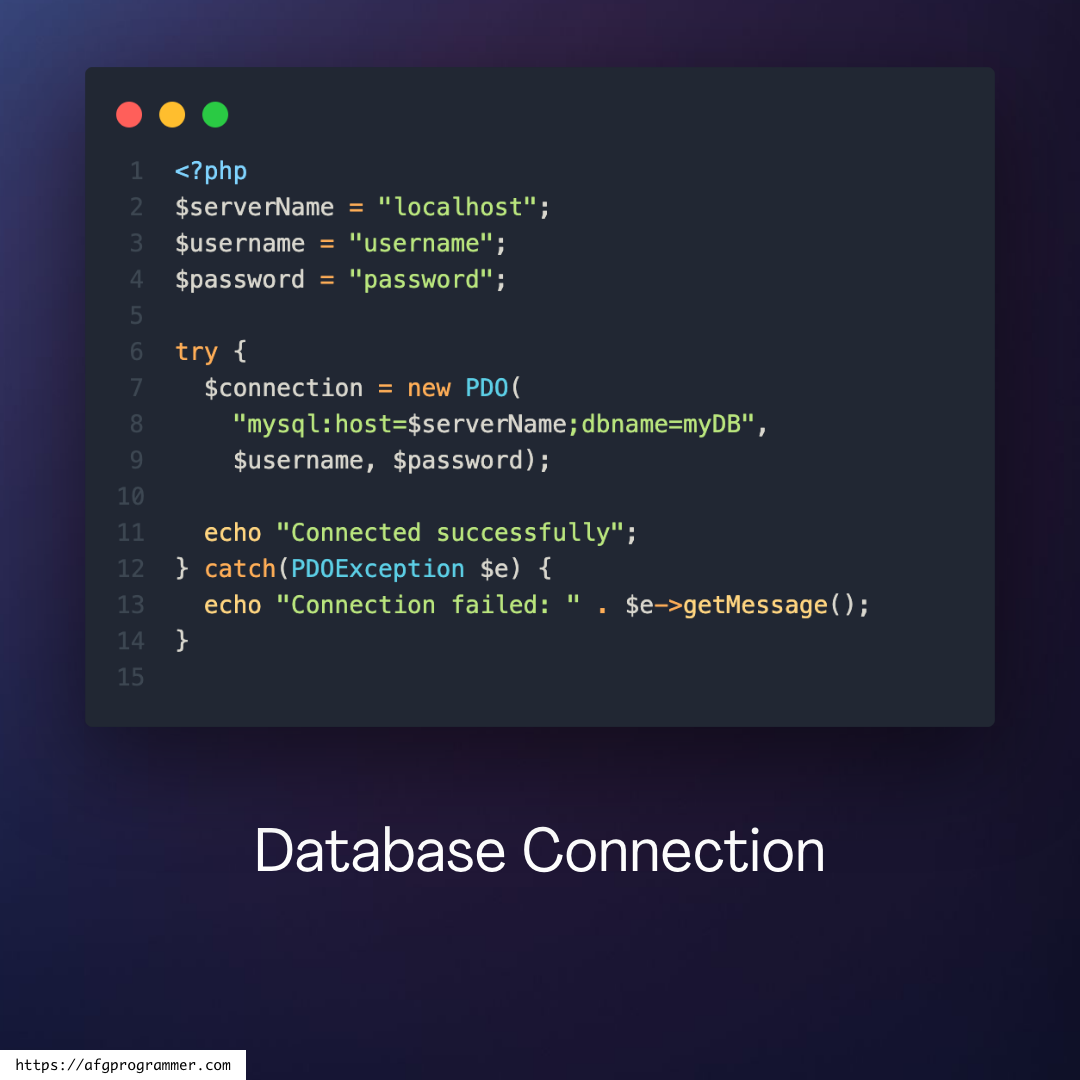 1 <?php
2 $serverName = "localhost";
3 $username = "username";
4 $password = "password";
5
6 try {
7   $connection = new PDO(
8     "mysql:host=$serverName;dbname=myDB",
9     $username, $password);
10
11   echo "Connected successfully";
12 } catch(PDOException $e) {
13   echo "Connection failed: " . $e->getMessage();
14 }
15
Database Connection
https://afgprogrammer.com